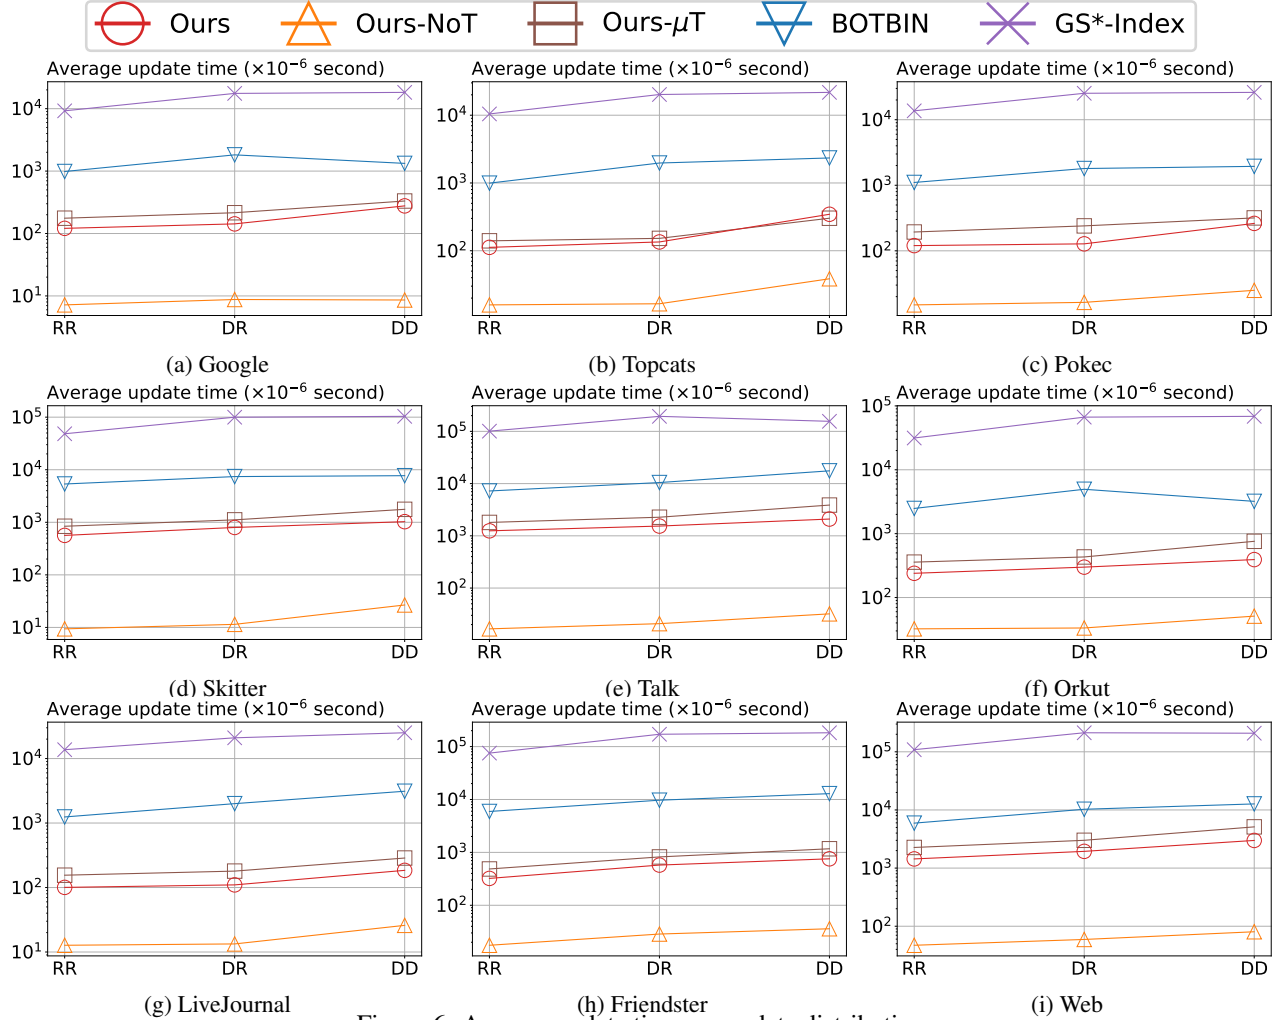 Ours Ours-NoT Ours-μT BOTBIN GS*-Index
Average update time (×10⁻⁶ second) Average update time (×10⁻⁶ second) Average update time (×10⁻⁶ second)
10⁴ 10³ 10² 10¹ 10⁴ 10³ 10² 10⁴ 10³ 10²
RR DR DD RR DR DD RR DR DD
(a) Google (b) Topcats (c) Pokec
Average update time (×10⁻⁶ second) Average update time (×10⁻⁶ second) Average update time (×10⁻⁶ second)
10⁵ 10⁴ 10³ 10² 10¹ 10⁵ 10⁴ 10³ 10² 10⁵ 10⁴ 10³ 10²
RR DR DD RR DR DD RR DR DD
(d) Skitter (e) Talk (f) Orkut
Average update time (×10⁻⁶ second) Average update time (×10⁻⁶ second) Average update time (×10⁻⁶ second)
10⁴ 10³ 10² 10¹ 10⁵ 10⁴ 10³ 10² 10⁵ 10⁴ 10³ 10²
RR DR DD RR DR DD RR DR DD
(g) LiveJournal (h) Friendster (i) Web